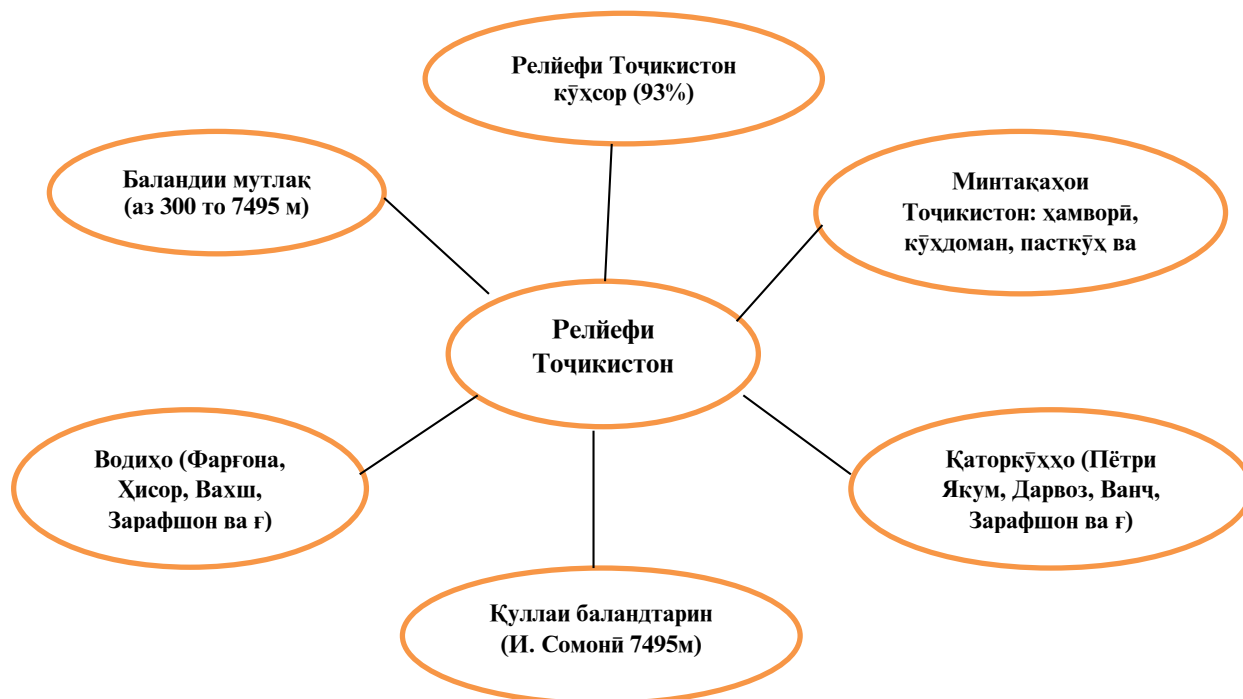 Релйефи Тоҷикистон
кӯҳсор (93%)
Баландии мутлақ
(аз 300 то 7495 м)
Минтақаҳои
Тоҷикистон: ҳамворӣ,
кӯҳдоман, пасткӯҳ ва
Релйефи
Тоҷикистон
Водиҳо (Фарғона,
Ҳисор, Вахш,
Зарафшон ва ғ)
Қаторкӯҳҳо (Пётри
Якум, Дарвоз, Ванҷ,
Зарафшон ва ғ)
Қуллаи баландтарин
(И. Сомонӣ 7495м)